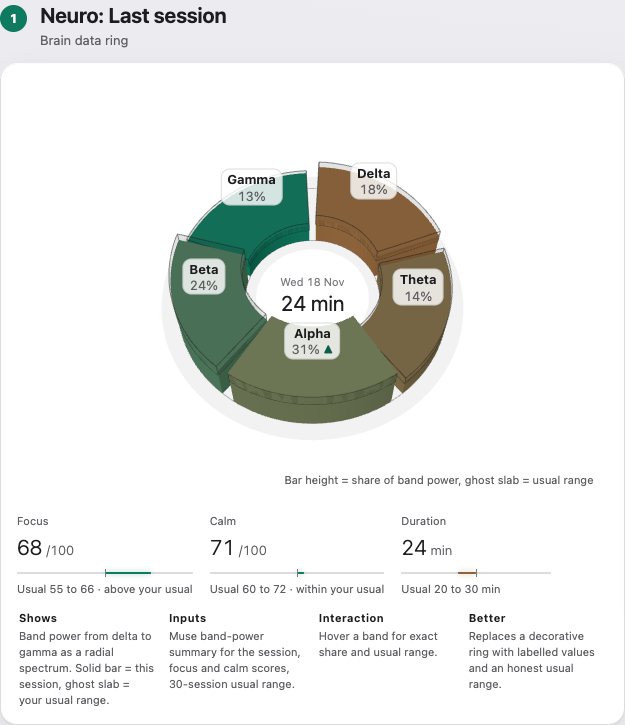 1
Neuro: Last session
Brain data ring
Gamma
13%
Delta
18%
Beta
24%
Wed 18 Nov
24 min
Theta
14%
Alpha
31% ▲
Bar height = share of band power, ghost slab = usual range
Focus
68 /100
Usual 55 to 66 · above your usual
Calm
71 /100
Usual 60 to 72 · within your usual
Duration
24 min
Usual 20 to 30 min
Shows
Band power from delta to
gamma as a radial
spectrum. Solid bar = this
session, ghost slab =
your usual range.
Inputs
Muse band-power
summary for the session,
focus and calm scores,
30-session usual range.
Interaction
Hover a band for exact
share and usual range.
Better
Replaces a decorative
ring with labelled values
and an honest usual
range.